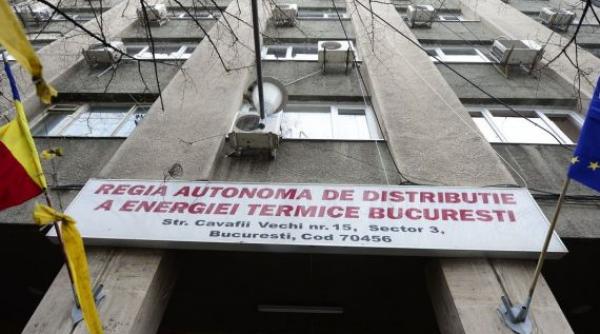 REGIA AUTONOMA DE DISTRIBUTIE
A ENERGIEI TERMICE BUCURESTI
Str. Cavafii Vechi nr.15, Sector 3,
Bucuresti, Cod 70456